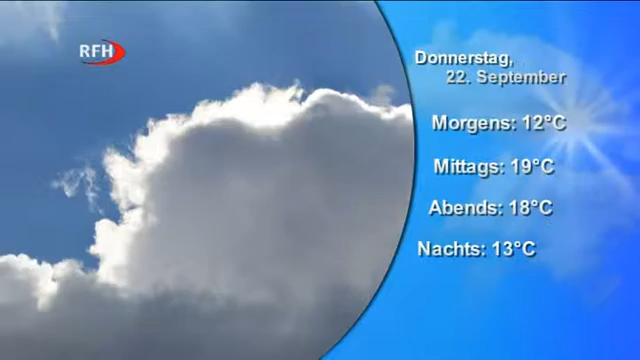 RFH
Donnerstag,
22. September
Morgens: 12°C
Mittags: 19°C
Abends: 18°C
Nachts: 13°C